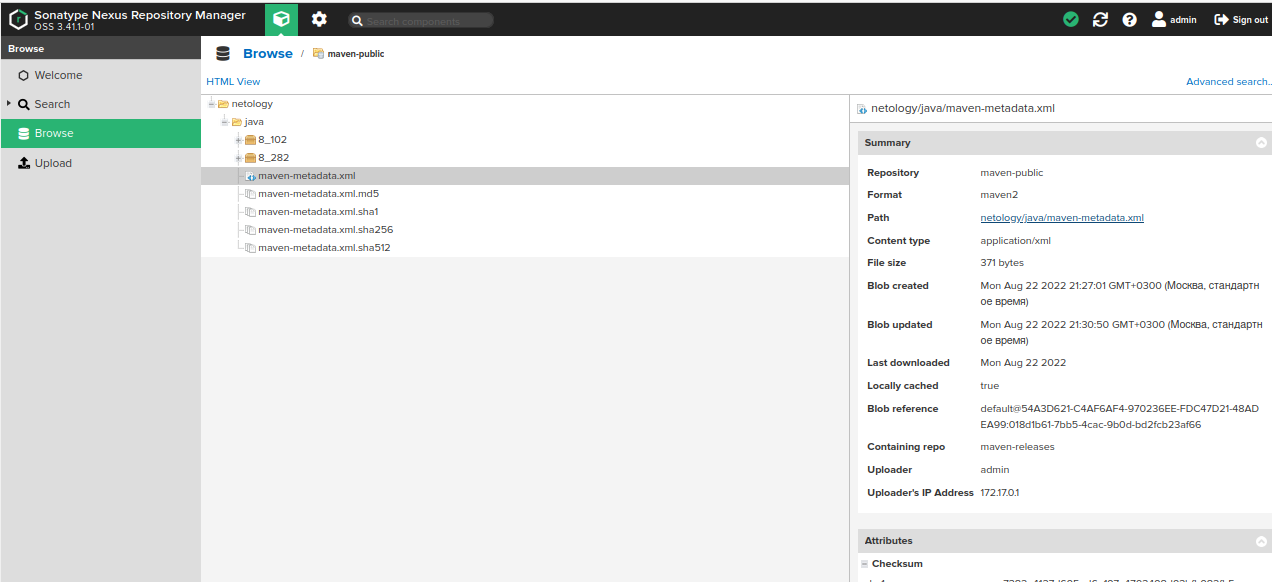 Sonatype Nexus Repository Manager
OSS 3.41.1-01
Search components
admin
Sign out
Browse
Welcome
Search
Browse
Upload
Browse / maven-public
HTML View
Advanced search..
netology
java
8_102
8_282
maven-metadata.xml
maven-metadata.xml.md5
maven-metadata.xml.sha1
maven-metadata.xml.sha256
maven-metadata.xml.sha512
netology/java/maven-metadata.xml
Summary
Repository maven-public
Format maven2
Path netology/java/maven-metadata.xml
Content type application/xml
File size 371 bytes
Blob created Mon Aug 22 2022 21:27:01 GMT+0300 (Москва, стандартн
ое время)
Blob updated Mon Aug 22 2022 21:30:50 GMT+0300 (Москва, стандартн
ое время)
Last downloaded Mon Aug 22 2022
Locally cached true
Blob reference default@54A3D621-C4AF6AF4-970236EE-FDC47D21-48AD
EA99:018d1b61-7bb5-4cac-9b0d-bd2fcb23af66
Containing repo maven-releases
Uploader admin
Uploader's IP Address 172.17.0.1
Attributes
Checksum